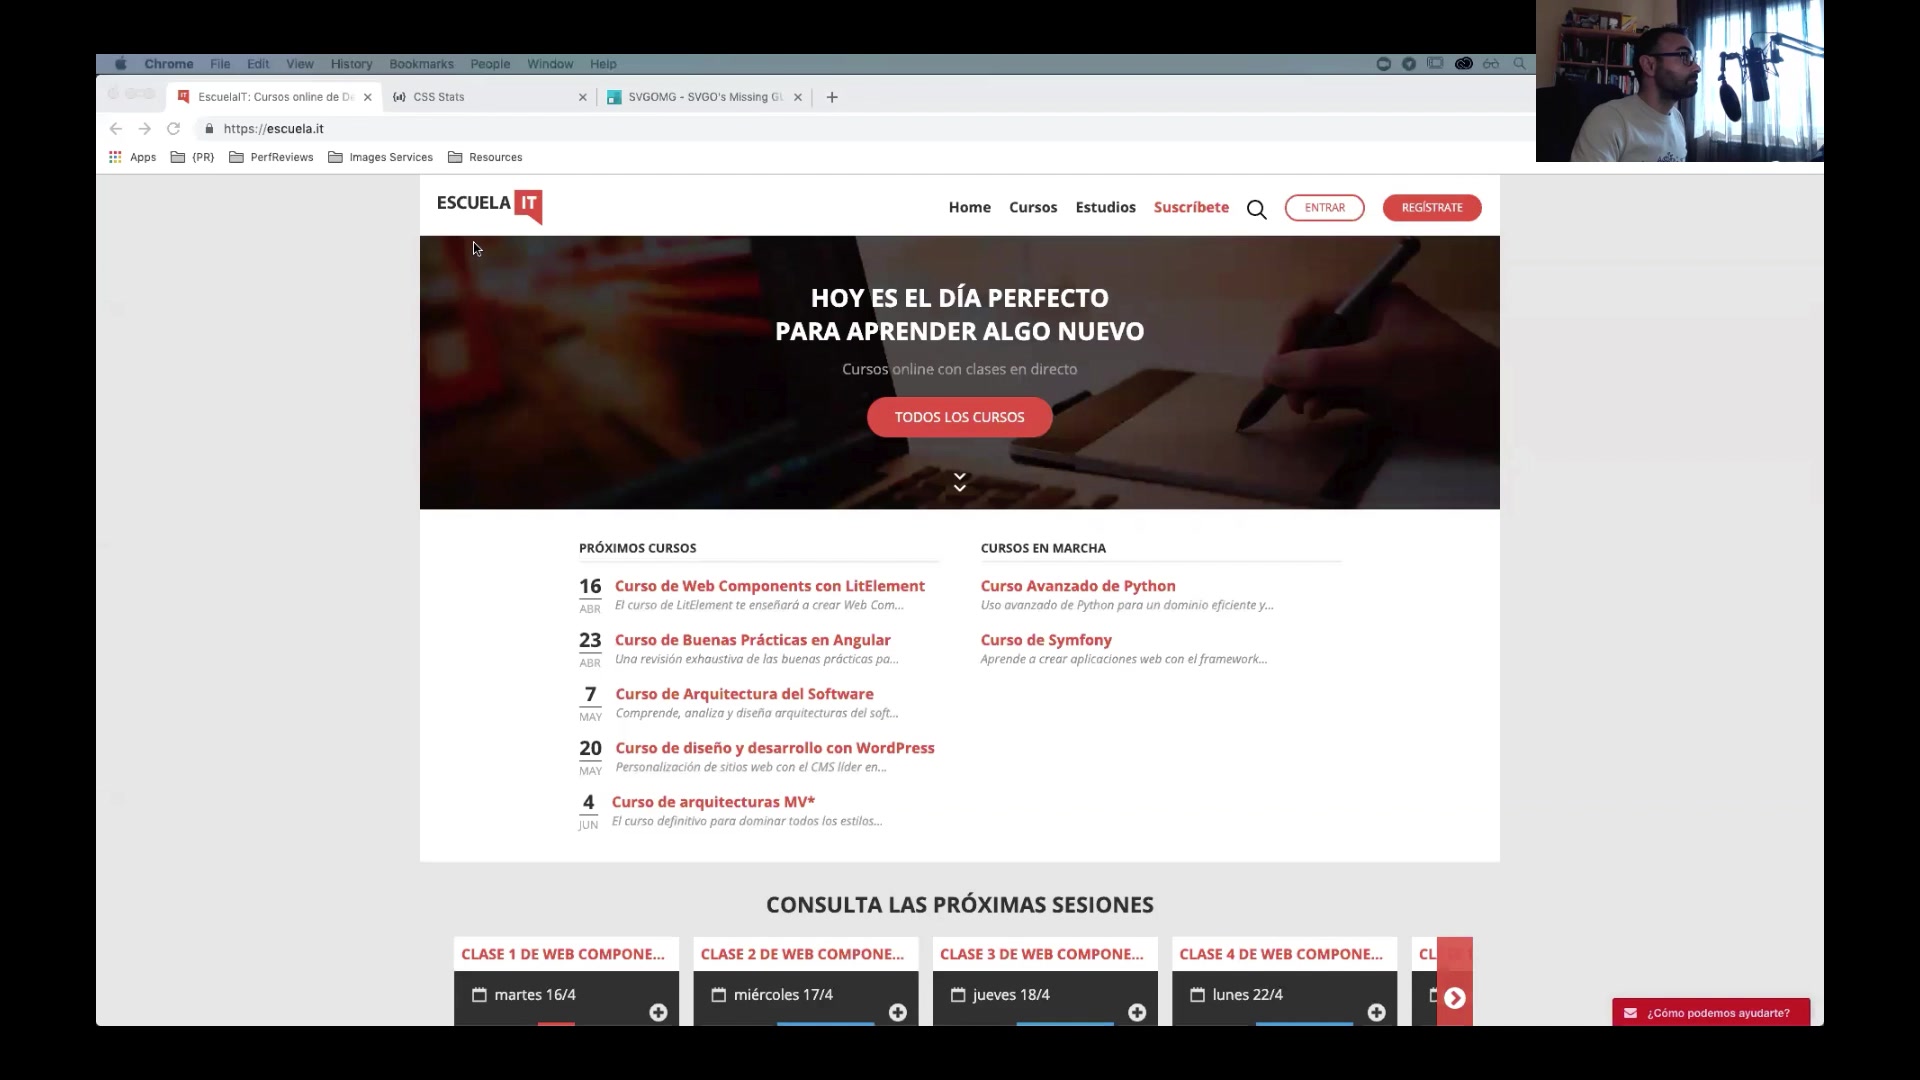 Chrome File Edit View History Bookmarks People Window Help
EscuelaIT: Cursos online de De
CSS Stats
SVGOMG - SVGO's Missing GU
https://escuela.it
Apps {PR} PerfReviews Images Services Resources
ESCUELA IT
Home Cursos Estudios Suscríbete ENTRAR REGÍSTRATE
HOY ES EL DÍA PERFECTO
PARA APRENDER ALGO NUEVO
Cursos online con clases en directo
TODOS LOS CURSOS
PRÓXIMOS CURSOS
16 ABR
Curso de Web Components con LitElement
El curso de LitElement te enseñará a crear Web Com...
23 ABR
Curso de Buenas Prácticas en Angular
Una revisión exhaustiva de las buenas prácticas pa...
7 MAY
Curso de Arquitectura del Software
Comprende, analiza y diseña arquitecturas del soft...
20 MAY
Curso de diseño y desarrollo con WordPress
Personalización de sitios web con el CMS líder en...
4 JUN
Curso de arquitecturas MV*
El curso definitivo para dominar todos los estilos...
CURSOS EN MARCHA
Curso Avanzado de Python
Uso avanzado de Python para un dominio eficiente y...
Curso de Symfony
Aprende a crear aplicaciones web con el framework...
CONSULTA LAS PRÓXIMAS SESIONES
CLASE 1 DE WEB COMPONE...
martes 16/4
CLASE 2 DE WEB COMPONE...
miércoles 17/4
CLASE 3 DE WEB COMPONE...
jueves 18/4
CLASE 4 DE WEB COMPONE...
lunes 22/4
CL
¿Cómo podemos ayudarte?